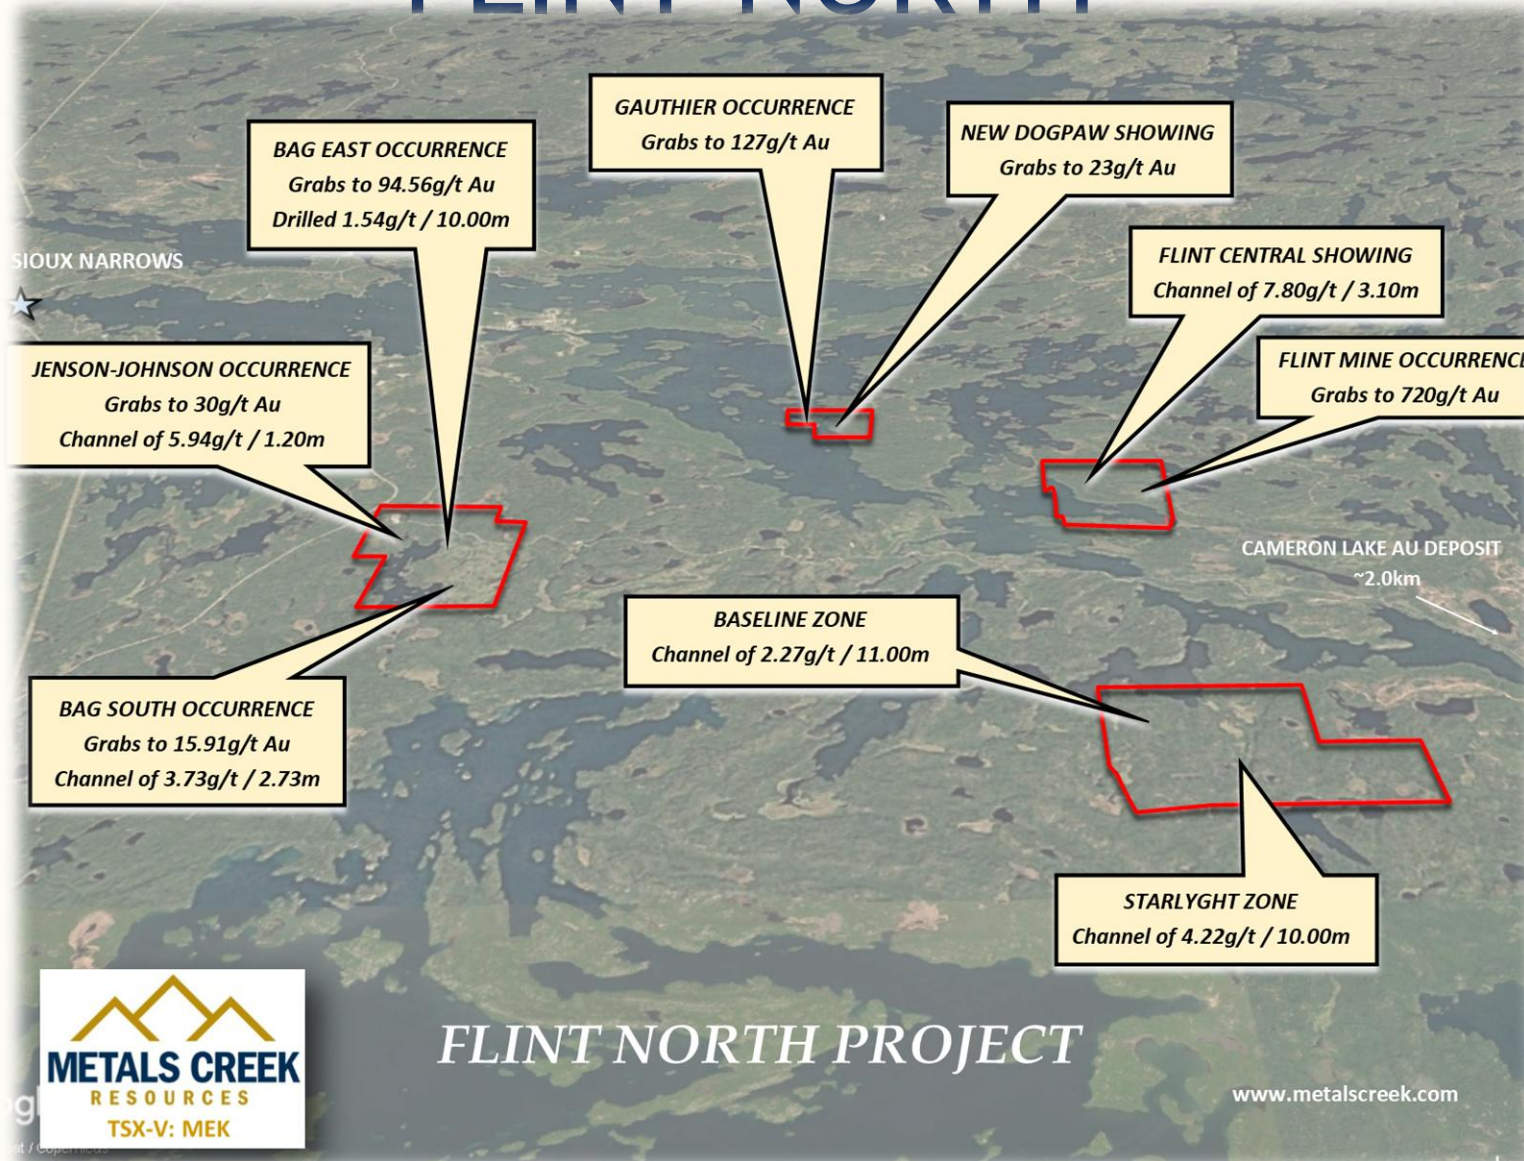 FLINT NORTH
GAUTHIER OCCURRENCE
Grabs to 127g/t Au
NEW DOGPAW SHOWING
Grabs to 23g/t Au
BAG EAST OCCURRENCE
Grabs to 94.56g/t Au
Drilled 1.54g/t / 10.00m
FLINT CENTRAL SHOWING
Channel of 7.80g/t / 3.10m
SIOUX NARROWS
JENSON-JOHNSON OCCURRENCE
Grabs to 30g/t Au
Channel of 5.94g/t / 1.20m
FLINT MINE OCCURRENCE
Grabs to 720g/t Au
CAMERON LAKE AU DEPOSIT
~2.0km
BASELINE ZONE
Channel of 2.27g/t / 11.00m
BAG SOUTH OCCURRENCE
Grabs to 15.91g/t Au
Channel of 3.73g/t / 2.73m
STARLYGHT ZONE
Channel of 4.22g/t / 10.00m
METALS CREEK
RESOURCES
TSX-V: MEK
FLINT NORTH PROJECT
www.metalscreek.com